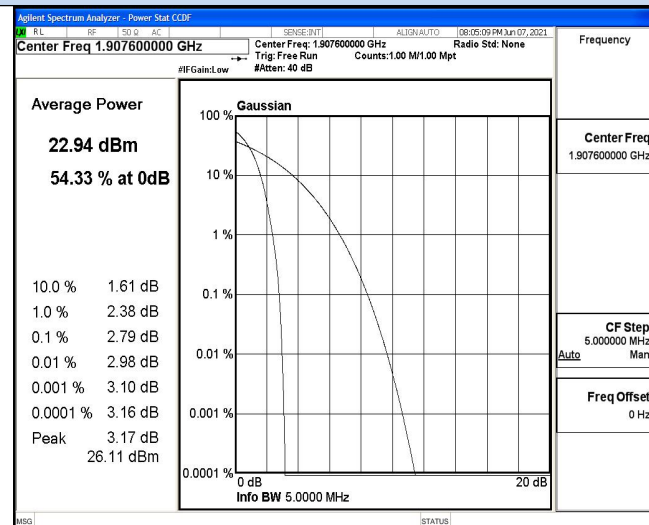 Agilent Spectrum Analyzer - Power Stat CCDF
RL RF 50 Ω AC SENSE:INT ALIGN AUTO 08:05:09 PM Jun 07, 2021
Center Freq 1.907600000 GHz
Center Freq: 1.907600000 GHz Radio Std: None
Trig: Free Run Counts:1.00 M/1.00 Mpt
#IFGain:Low #Atten: 40 dB
Frequency
Average Power
22.94 dBm
54.33 % at 0dB
10.0 % 1.61 dB
1.0 % 2.38 dB
0.1 % 2.79 dB
0.01 % 2.98 dB
0.001 % 3.10 dB
0.0001 % 3.16 dB
Peak 3.17 dB
26.11 dBm
Gaussian
100 %
10 %
1 %
0.1 %
0.01 %
0.001 %
0.0001 %
0 dB 20 dB
Info BW 5.0000 MHz
Center Freq
1.907600000 GHz
CF Step
5.000000 MHz
Auto Man
Freq Offset
0 Hz
MSG STATUS